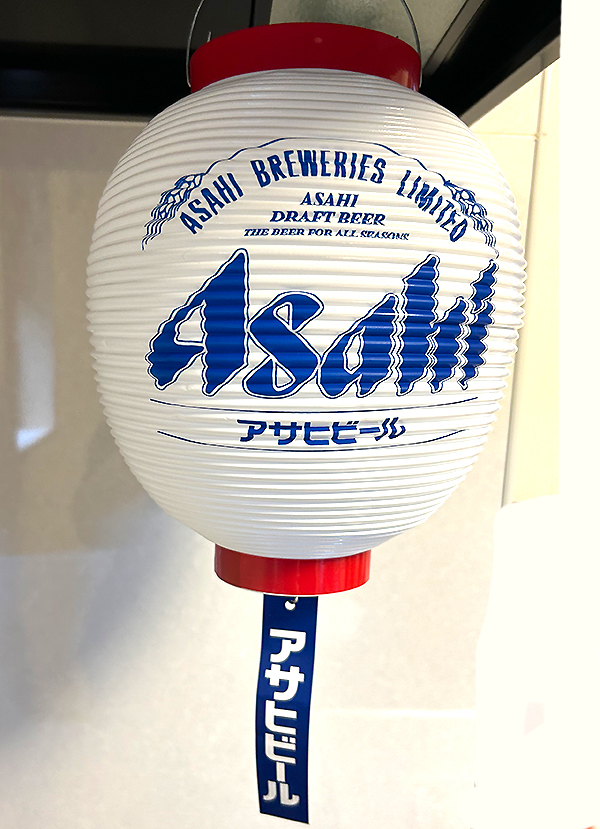 ASAHI BREWERIES LIMITED
ASAHI
DRAFT BEER
THE BEER FOR ALL SEASONS
Asahi
アサヒビール
アサヒビール